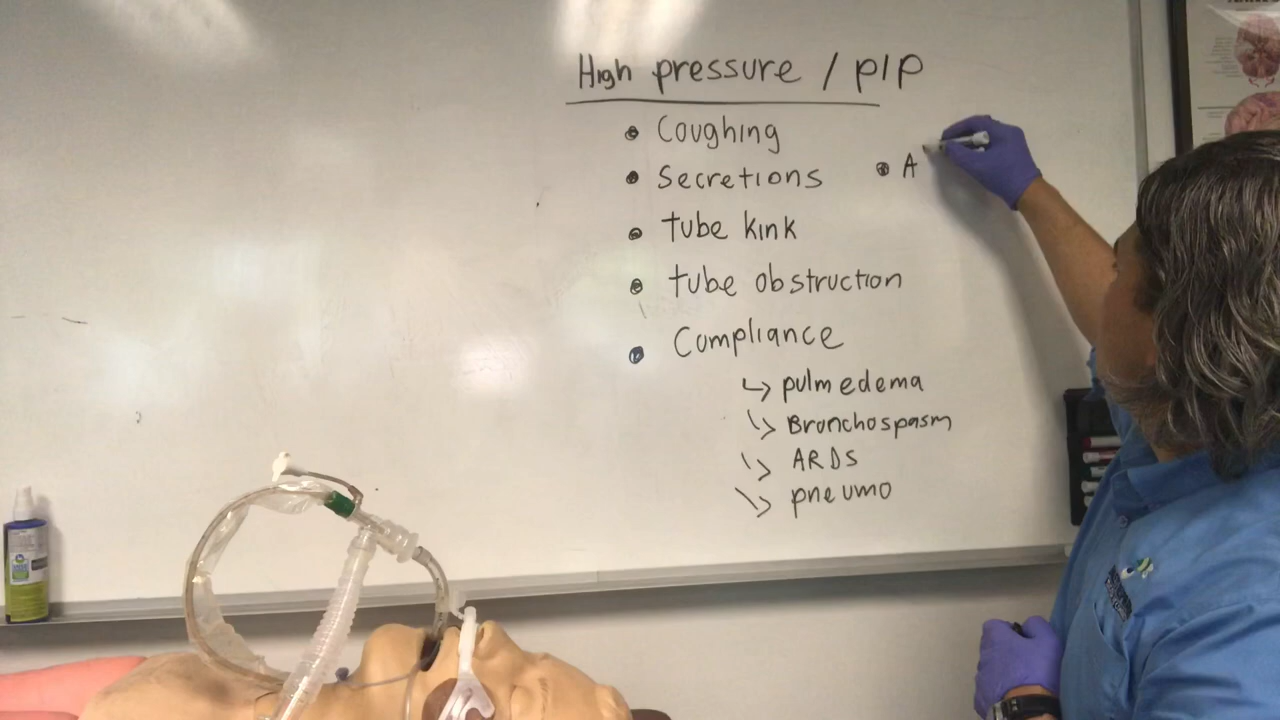 High pressure / PIP
• Coughing
• Secretions
• A
• tube kink
• tube obstruction
• Compliance
↳ pulm edema
↳ Bronchospasm
↳ ARDS
↳ pneumo